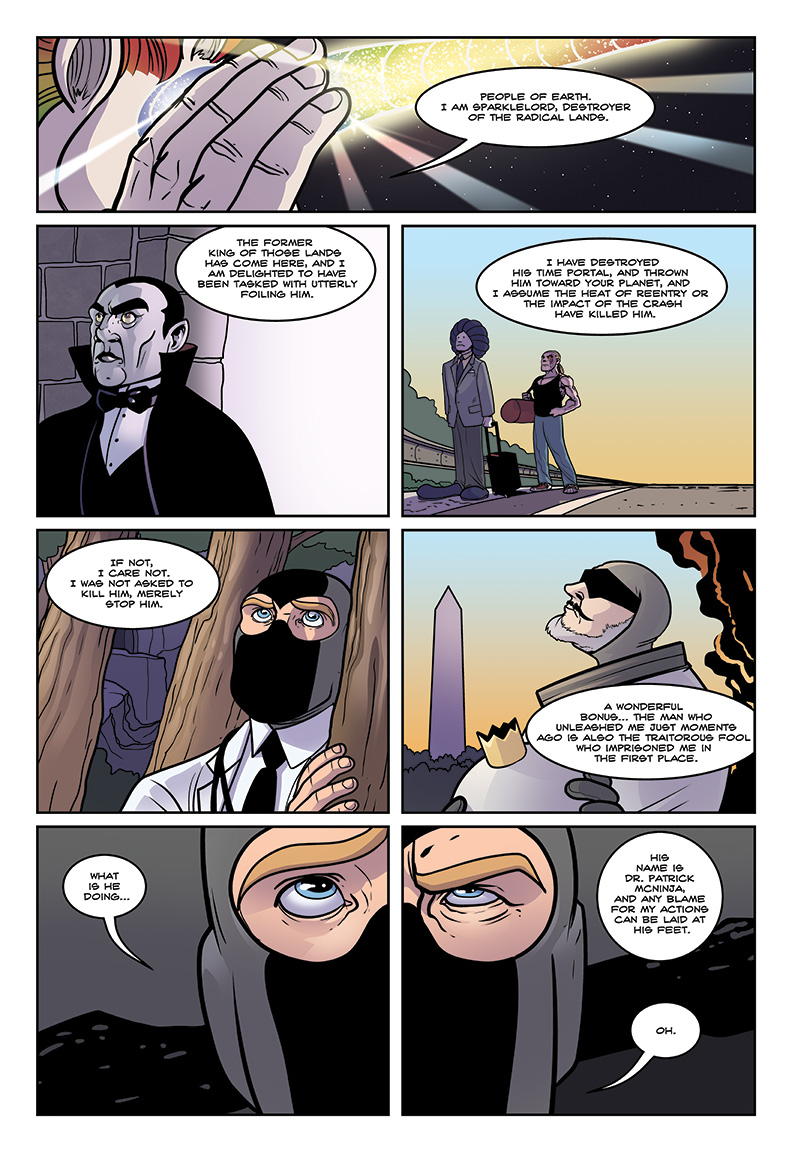 PEOPLE OF EARTH.
I AM SPARKLELORD, DESTROYER
OF THE RADICAL LANDS.
THE FORMER
KING OF THOSE LANDS
HAS COME HERE, AND I
AM DELIGHTED TO HAVE
BEEN TASKED WITH UTTERLY
FOILING HIM.
I HAVE DESTROYED
HIS TIME PORTAL, AND THROWN
HIM TOWARD YOUR PLANET, AND
I ASSUME THE HEAT OF REENTRY OR
THE IMPACT OF THE CRASH
HAVE KILLED HIM.
IF NOT,
I CARE NOT.
I WAS NOT ASKED TO
KILL HIM, MERELY
STOP HIM.
A WONDERFUL
BONUS... THE MAN WHO
UNLEASHED ME JUST MOMENTS
AGO IS ALSO THE TRAITOROUS FOOL
WHO IMPRISONED ME IN
THE FIRST PLACE.
WHAT
IS HE
DOING...
HIS
NAME IS
DR. PATRICK
MCNINJA,
AND ANY BLAME
FOR MY ACTIONS
CAN BE LAID AT
HIS FEET.
OH.